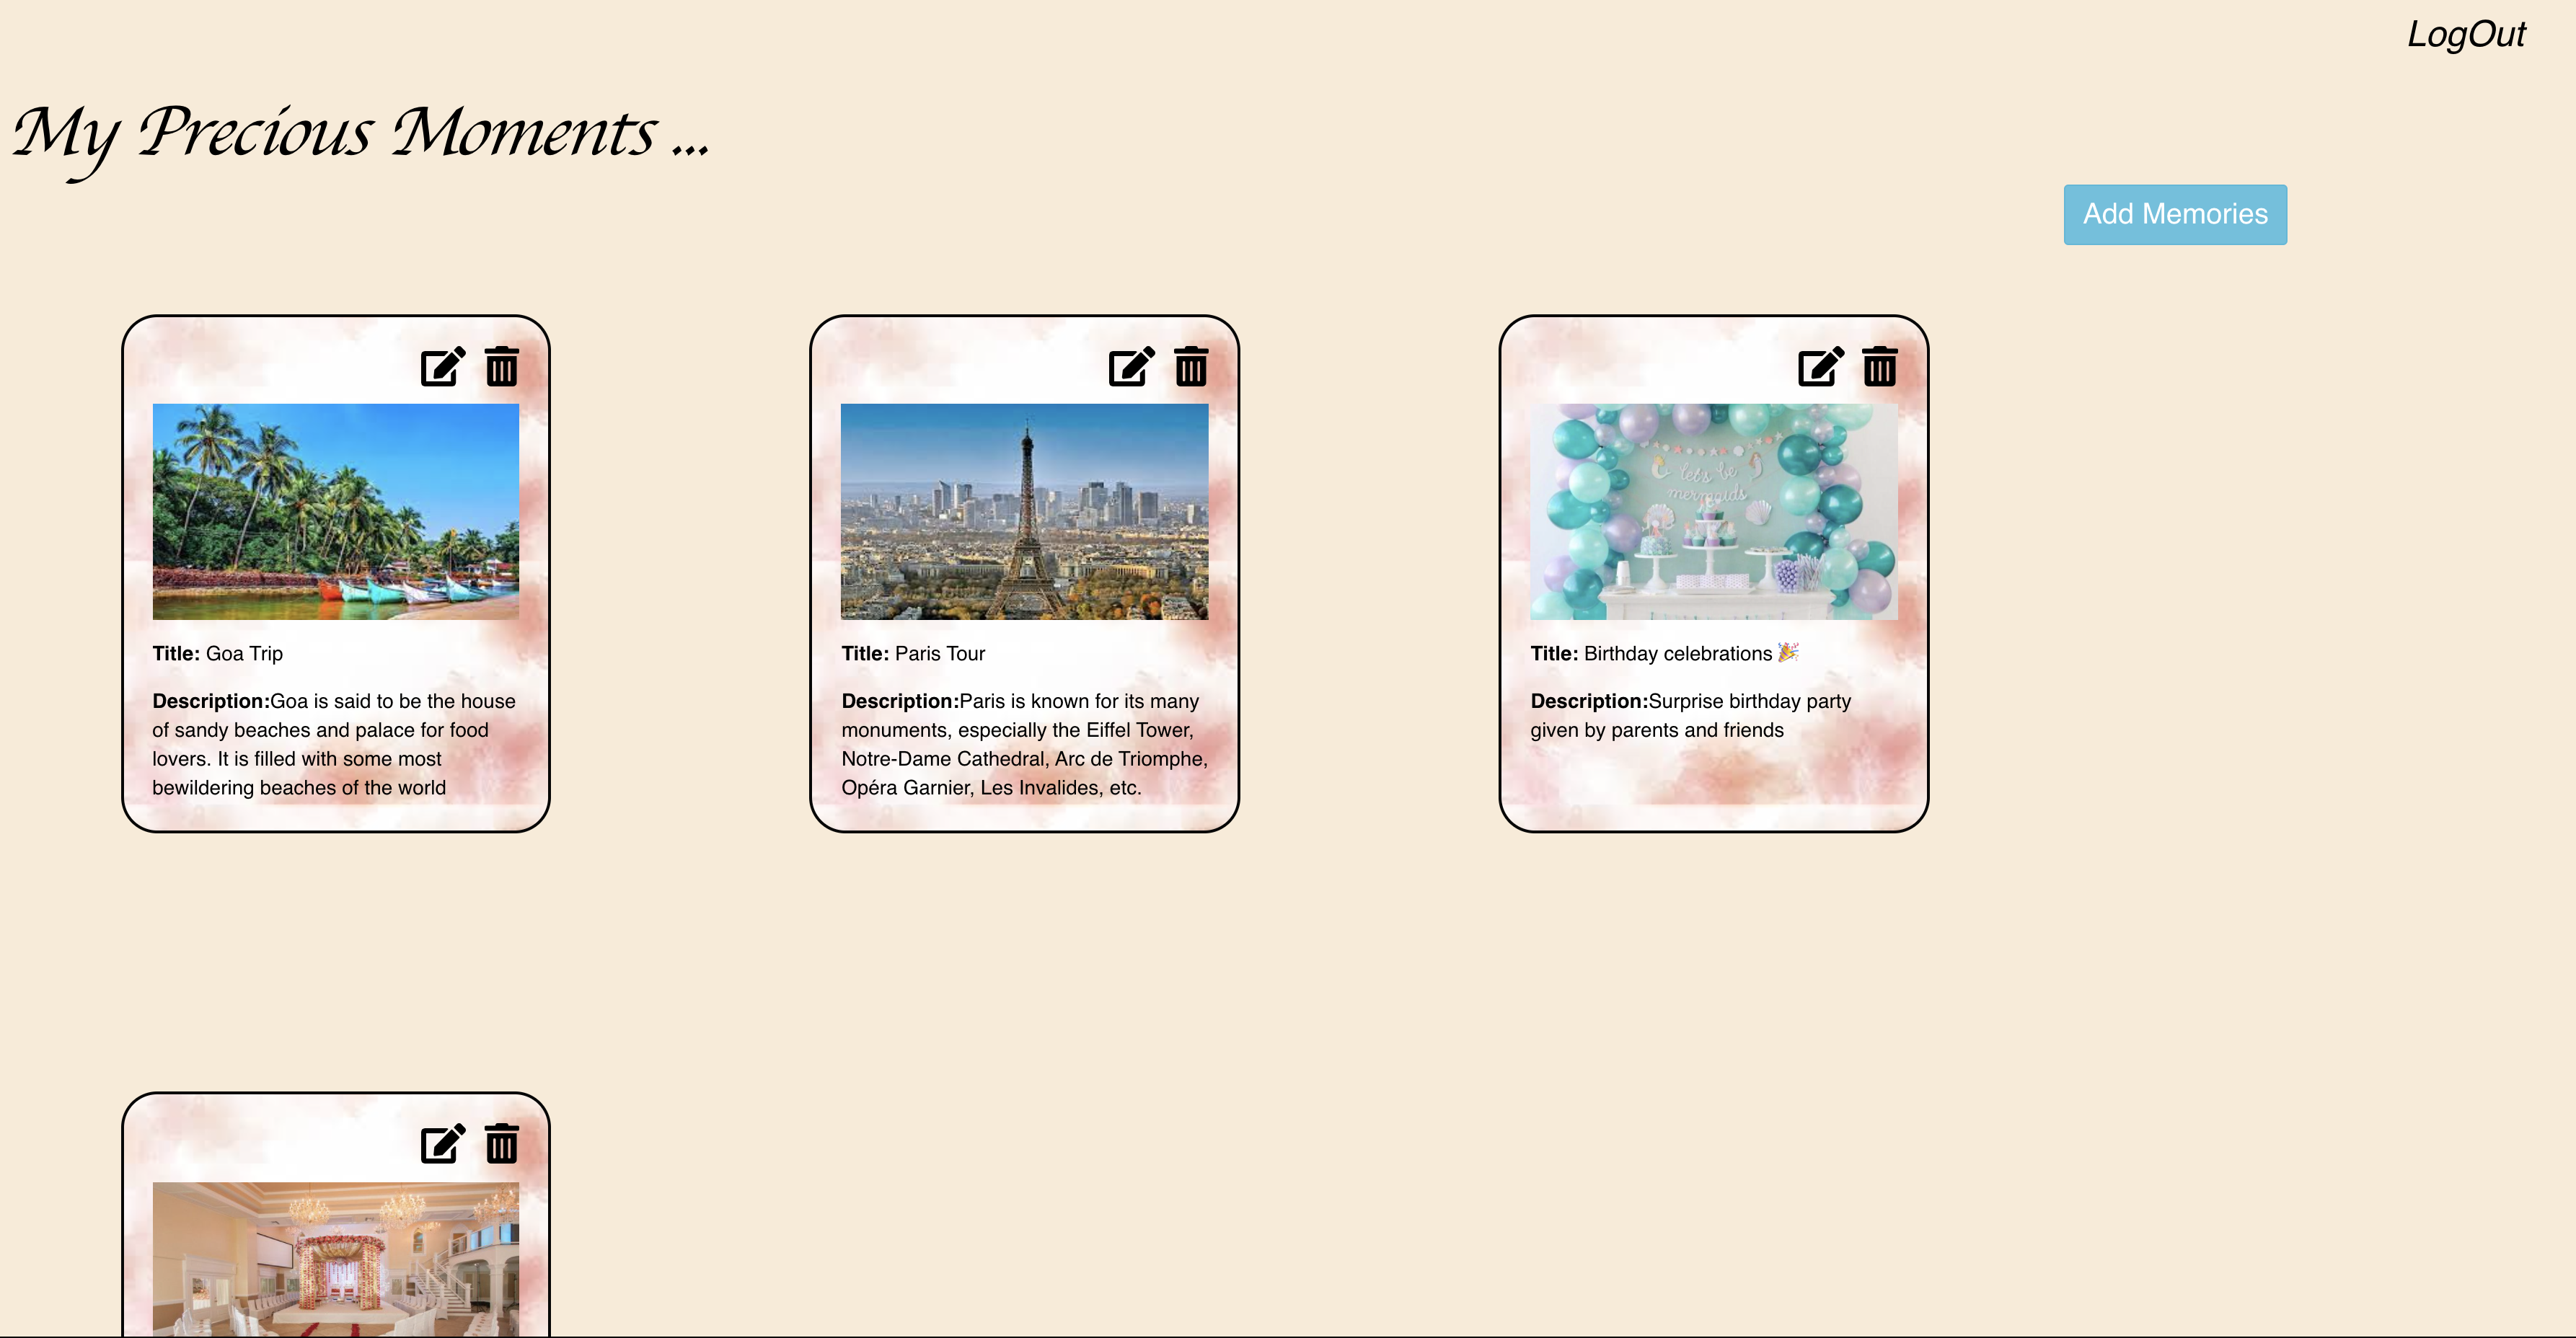 LogOut
My Precious Moments ...
Add Memories
Title: Goa Trip
Description:Goa is said to be the house
of sandy beaches and palace for food
lovers. It is filled with some most
bewildering beaches of the world
Title: Paris Tour
Description:Paris is known for its many
monuments, especially the Eiffel Tower,
Notre-Dame Cathedral, Arc de Triomphe,
Opéra Garnier, Les Invalides, etc.
let's be
mermaids
Title: Birthday celebrations 🎉
Description:Surprise birthday party
given by parents and friends